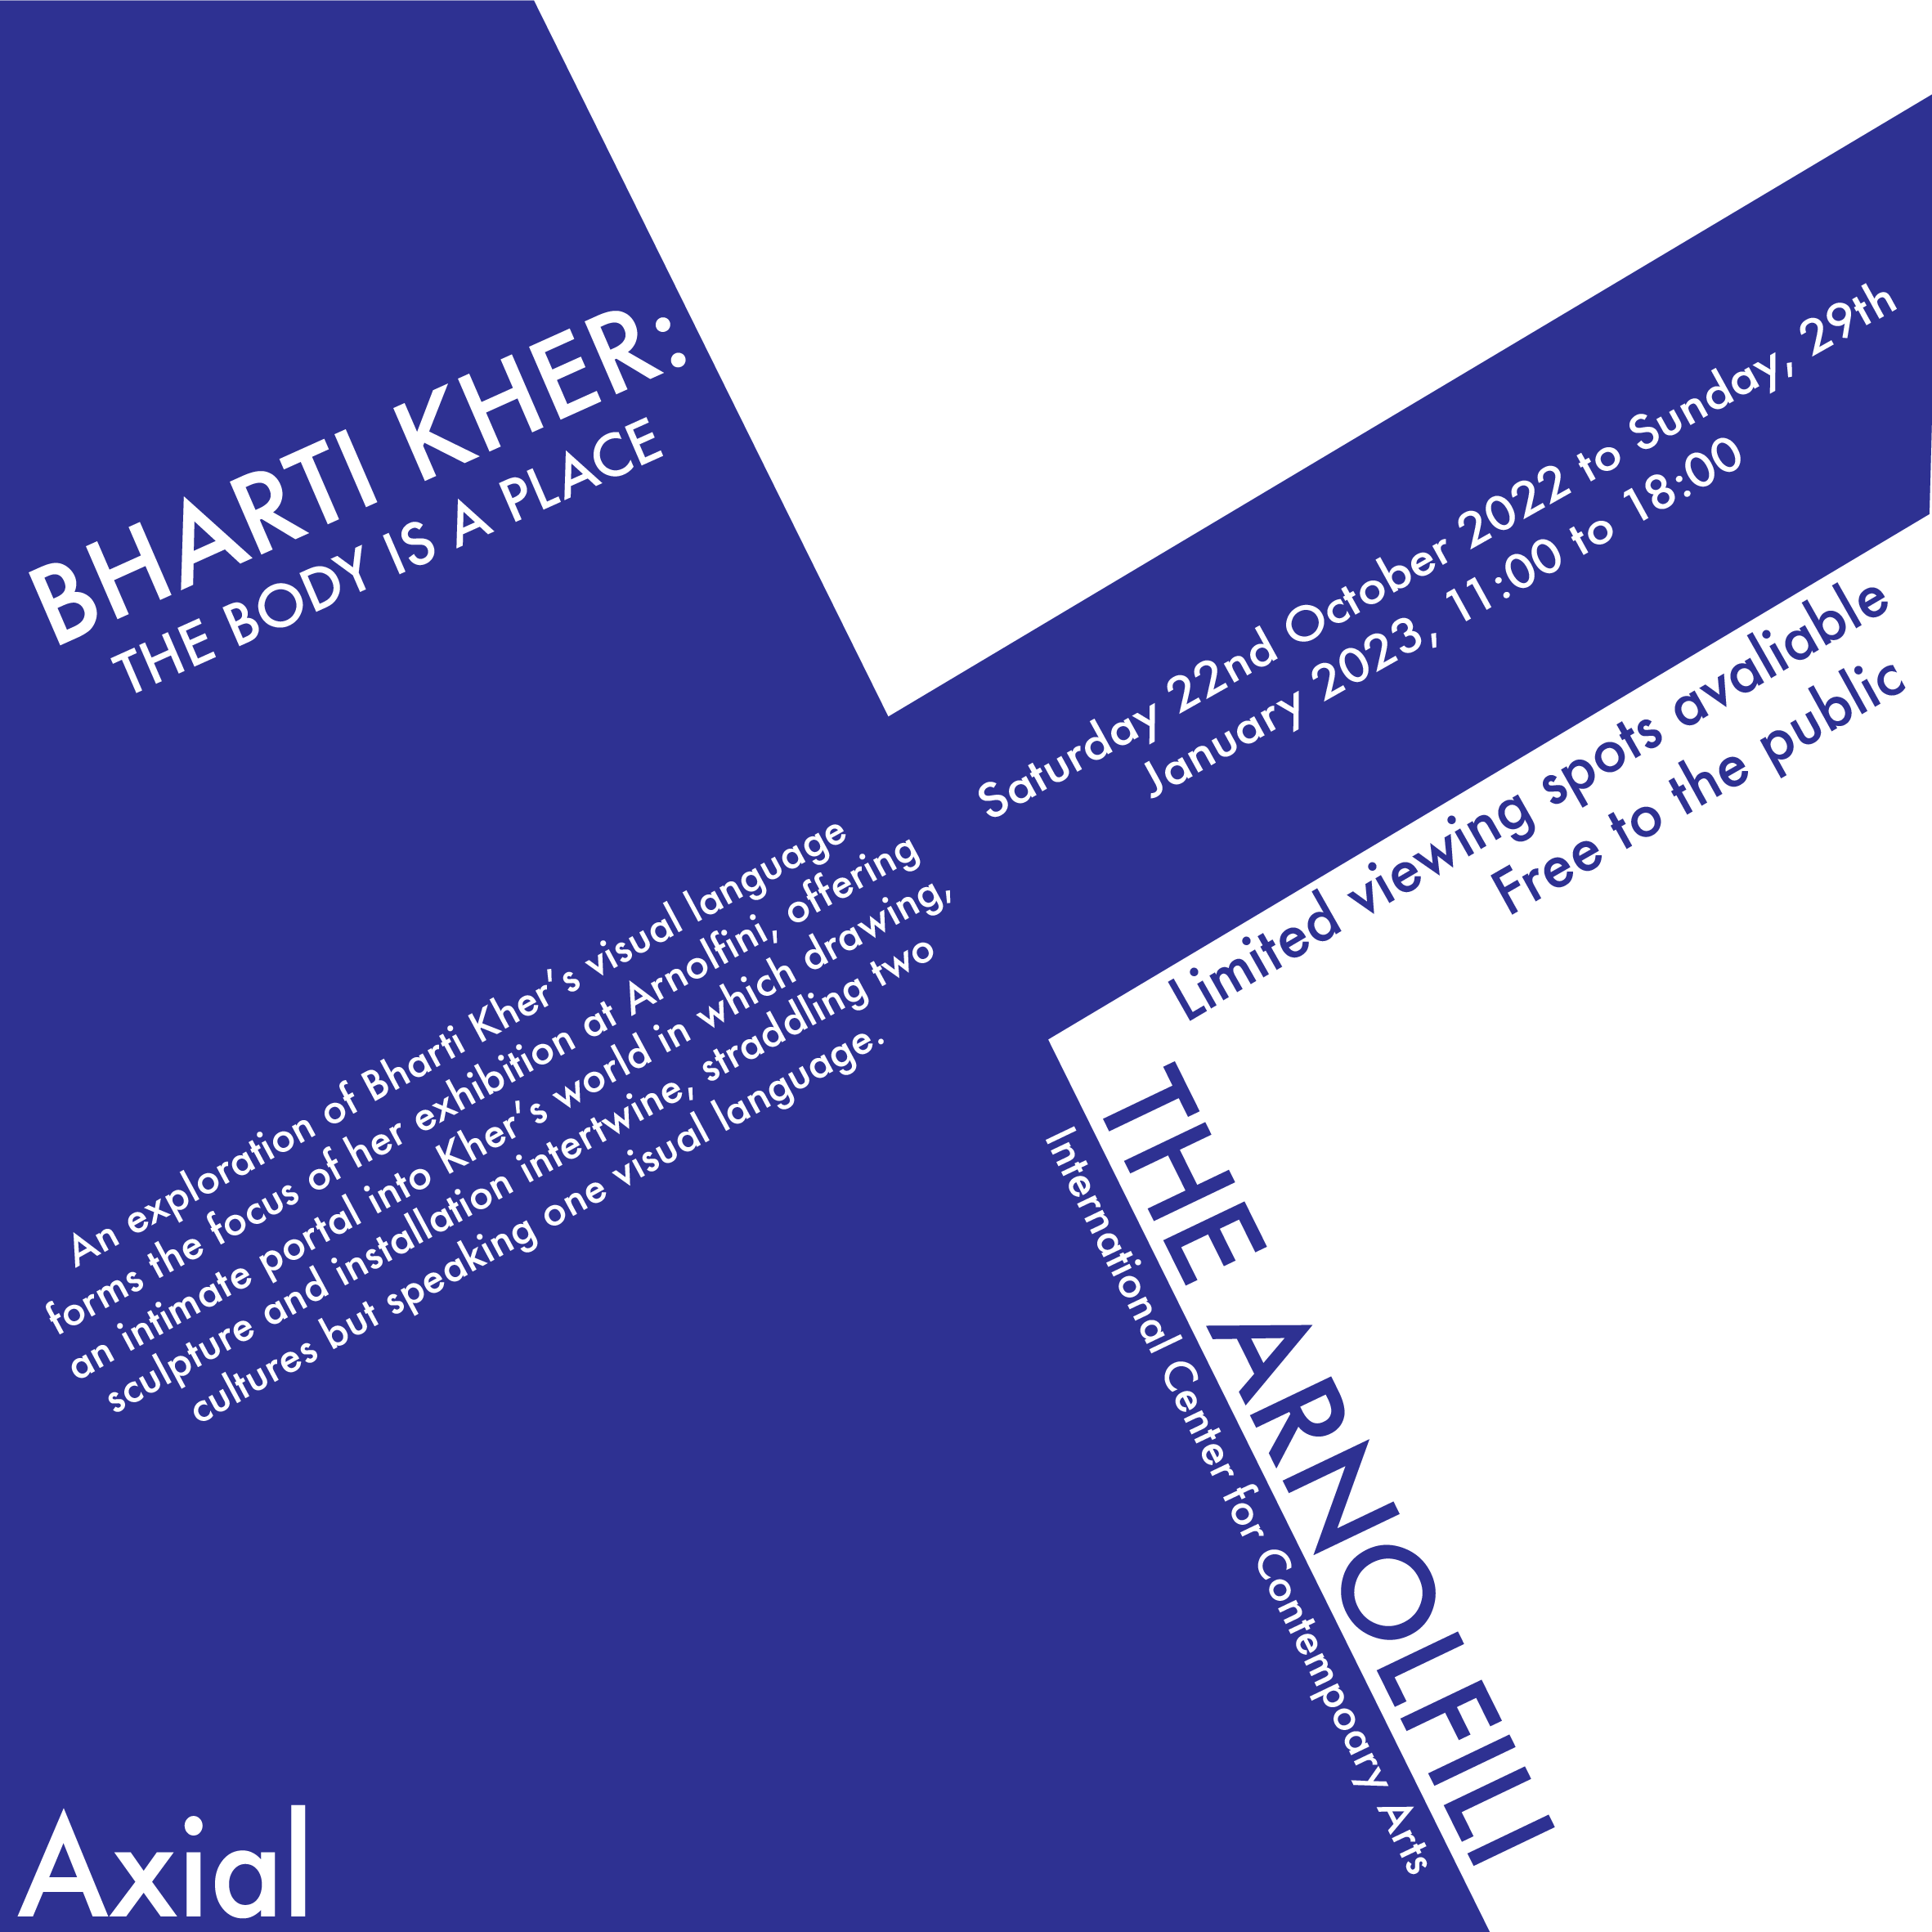 BHARTI KHER:
THE BODY IS A PLACE
Saturday 22nd October 2022 to Sunday, 29th
January 2023, 11:00 to 18:00
Limited viewing spots avaliable
Free to the public
An exploration of Bharti Kher's visual language
forms the focus of her exhibition at Arnolfini, offering
an intimate portal into Kher's world in which drawing,
sculpture and installation intertwine, straddling two
cultures but speaking one visual language.
THE ARNOLFILI
International Center for Contempoary Arts
Axial